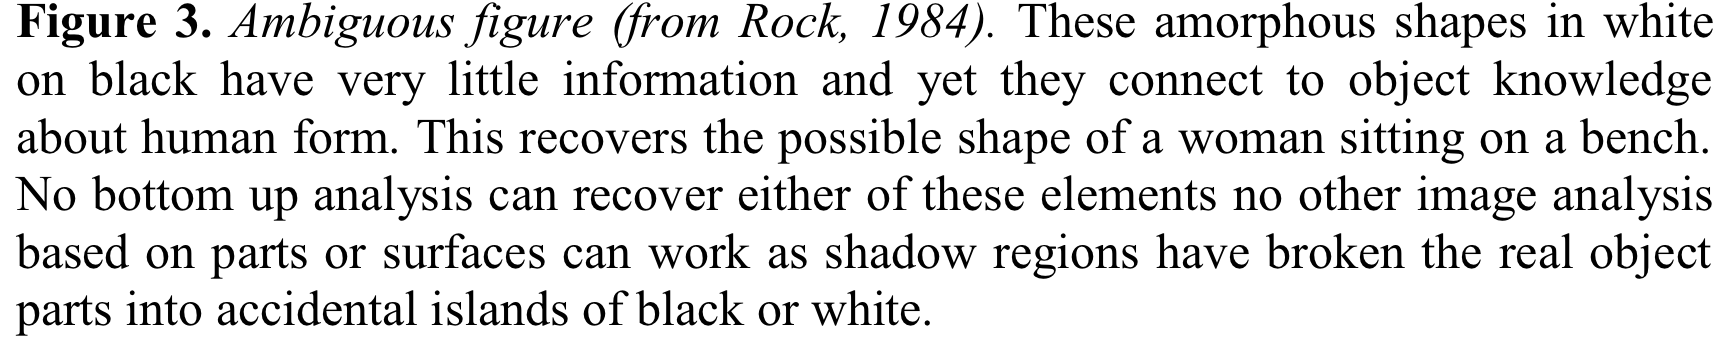 Figure 3. Ambiguous figure (from Rock, 1984). These amorphous shapes in white
on black have very little information and yet they connect to object knowledge
about human form. This recovers the possible shape of a woman sitting on a bench.
No bottom up analysis can recover either of these elements no other image analysis
based on parts or surfaces can work as shadow regions have broken the real object
parts into accidental islands of black or white.